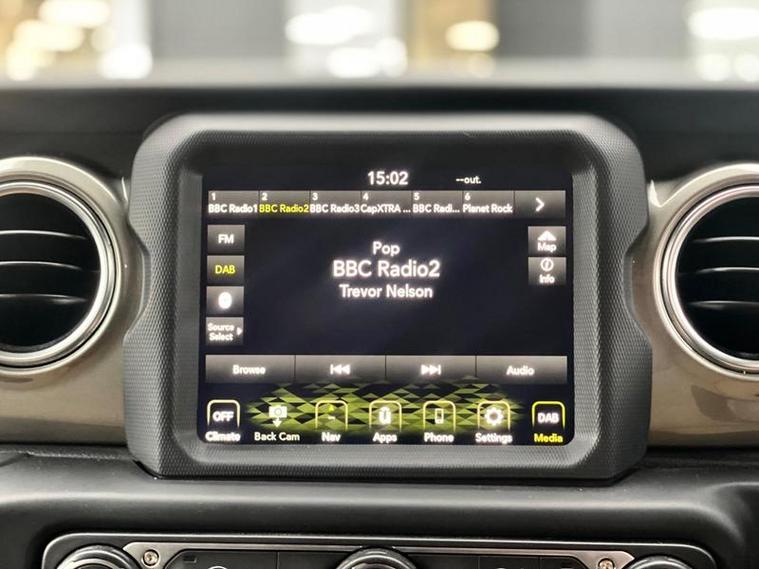 15:02 --out.
1 2 3 4 5 6
BBC Radio1 BBC Radio2 BBC Radio3 CapXTRA ... BBC Radi... Planet Rock
FM
DAB
Source
Select
Pop
BBC Radio2
Trevor Nelson
Map
Info
Browse Audio
OFF DAB
Climate Back Cam Nav Apps Phone Settings Media